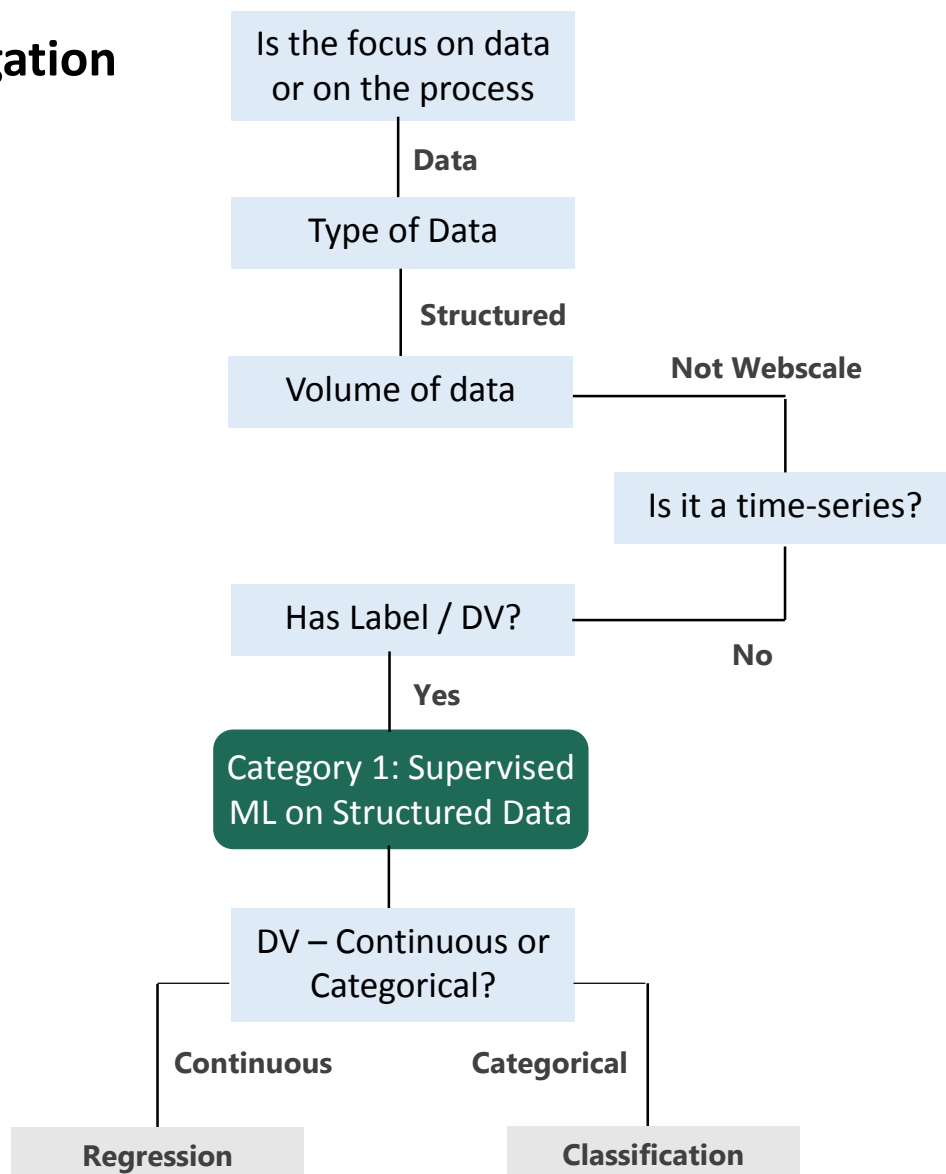 gation
Is the focus on data
or on the process
Data
Type of Data
Structured
Volume of data
Not Webscale
Is it a time-series?
Has Label / DV?
No
Yes
Category 1: Supervised
ML on Structured Data
DV – Continuous or
Categorical?
Continuous
Categorical
Regression
Classification